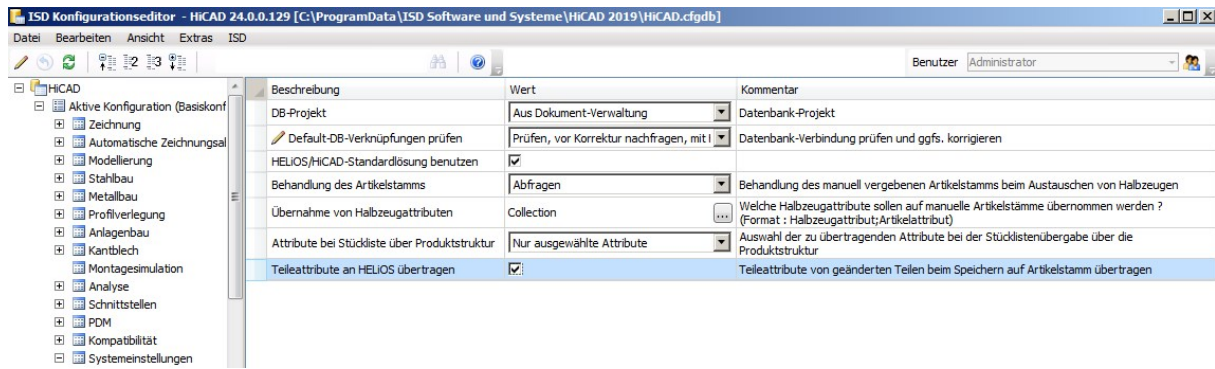 ISD Konfigurationseditor - HiCAD 24.0.0.129 [C:\ProgramData\ISD Software und Systeme\HiCAD 2019\HiCAD.cfgdb]
Datei Bearbeiten Ansicht Extras ISD
Benutzer Administrator
HiCAD
Aktive Konfiguration (Basiskonf
Zeichnung
Automatische Zeichnungsal
Modellierung
Stahlbau
Metallbau
Profilverlegung
Anlagenbau
Kantblech
Montagesimulation
Analyse
Schnittstellen
PDM
Kompatibilität
Systemeinstellungen
Beschreibung Wert Kommentar
DB-Projekt Aus Dokument-Verwaltung Datenbank-Projekt
Default-DB-Verknüpfungen prüfen Prüfen, vor Korrektur nachfragen, mit Datenbank-Verbindung prüfen und ggfs. korrigieren
HELiOS/HiCAD-Standardlösung benutzen
Behandlung des Artikelstamms Abfragen Behandlung des manuell vergebenen Artikelstamms beim Austauschen von Halbzeugen
Übernahme von Halbzeugattributen Collection ... Welche Halbzeugattribute sollen auf manuelle Artikelstämme übernommen werden ?
(Format : Halbzeugattribut;Artikelattribut)
Attribute bei Stückliste über Produktstruktur Nur ausgewählte Attribute Auswahl der zu übertragenden Attribute bei der Stücklistenübergabe über die
Produktstruktur
Teileattribute an HELiOS übertragen Teileattribute von geänderten Teilen beim Speichern auf Artikelstamm übertragen